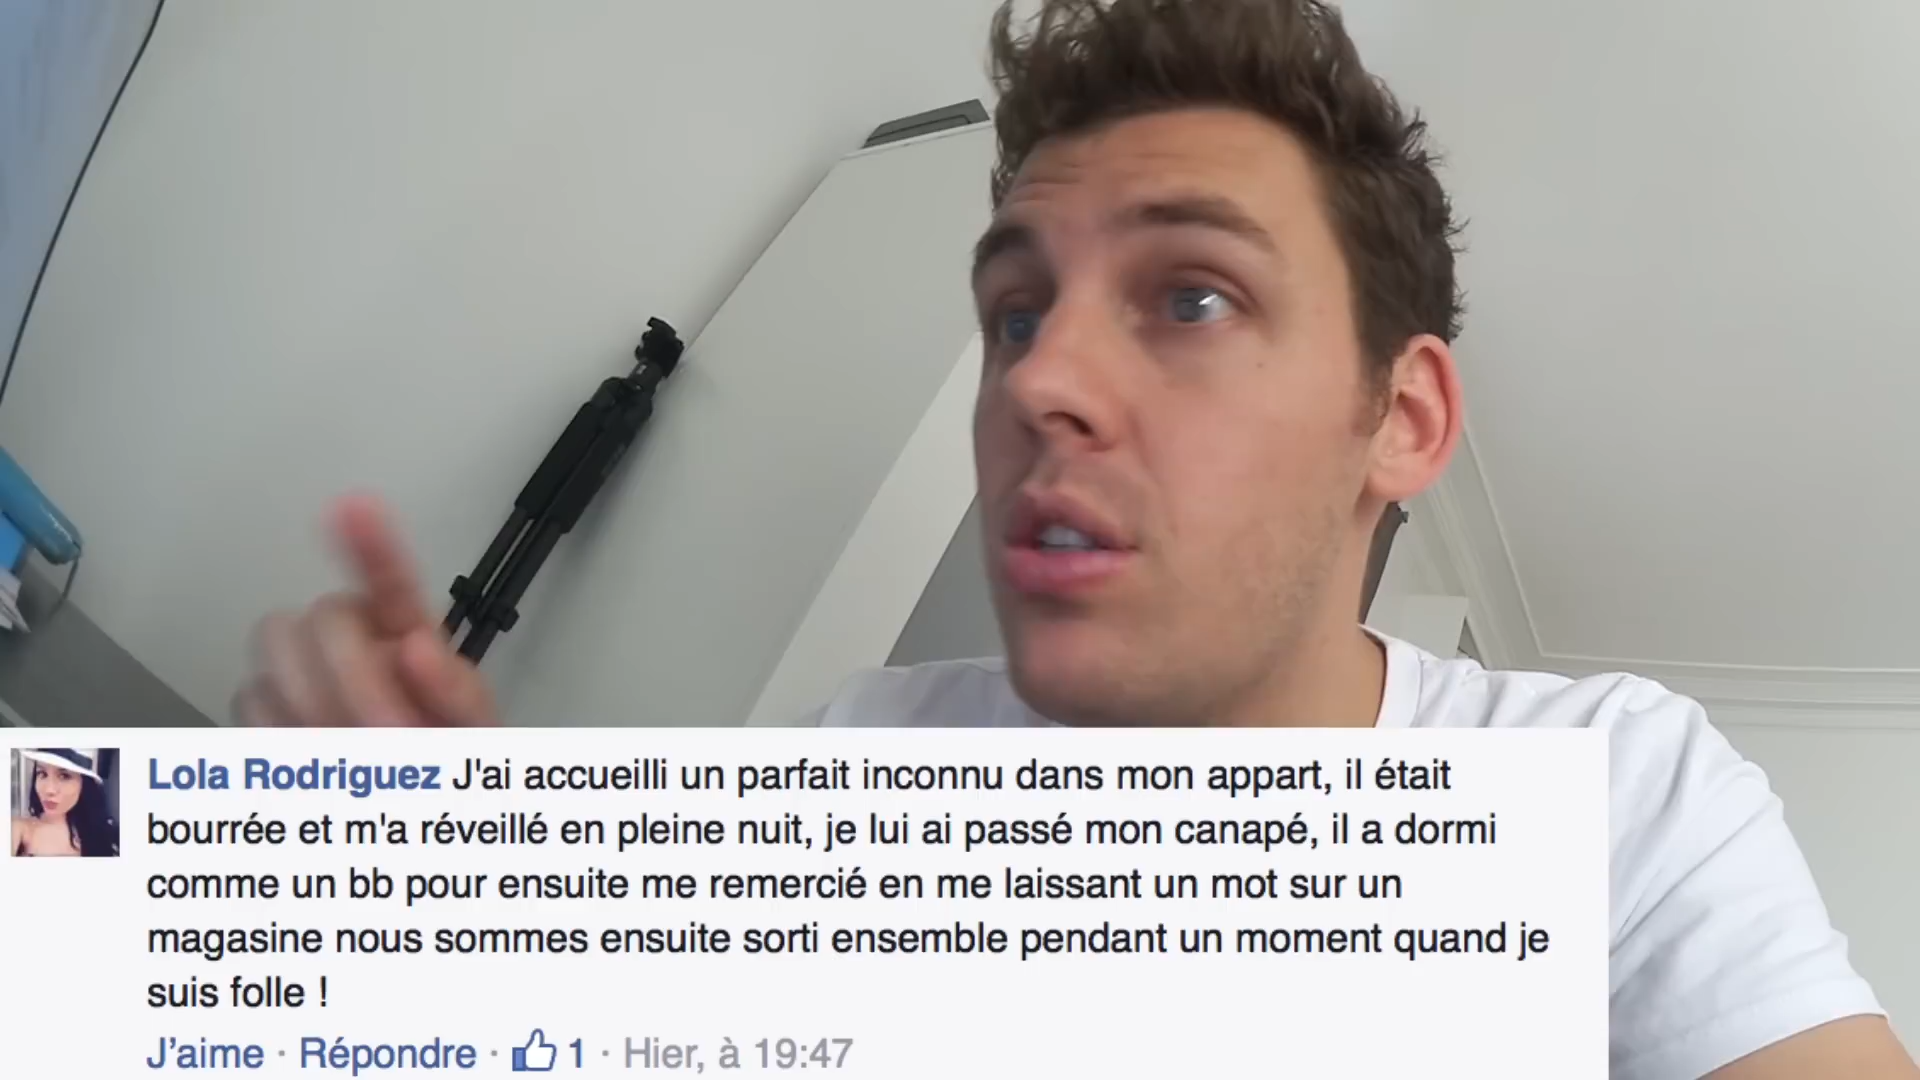 Lola Rodriguez J'ai accueilli un parfait inconnu dans mon appart, il était
bourrée et m'a réveillé en pleine nuit, je lui ai passé mon canapé, il a dormi
comme un bb pour ensuite me remercié en me laissant un mot sur un
magasine nous sommes ensuite sorti ensemble pendant un moment quand je
suis folle !
J'aime · Répondre · 1 · Hier, à 19:47